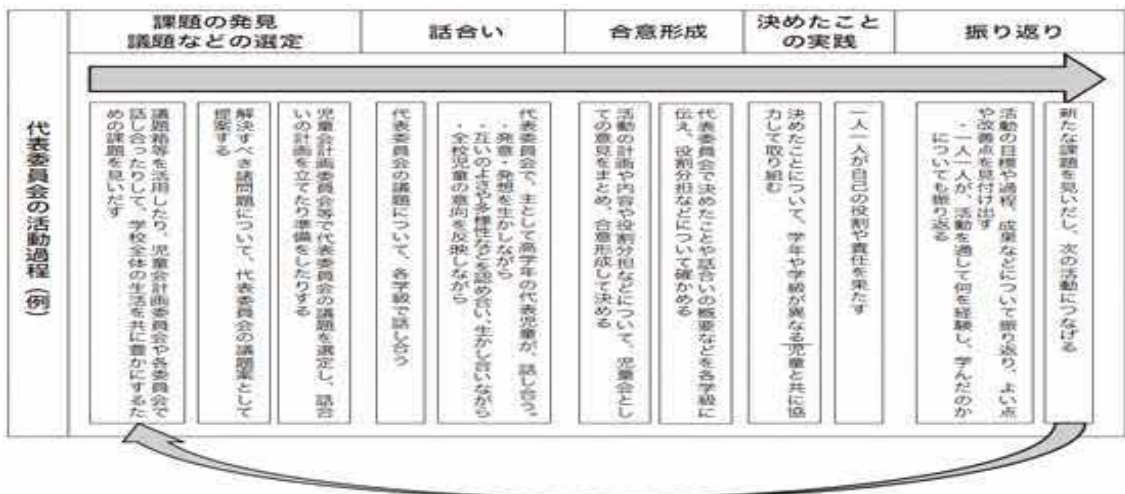 課題の発見
議題などの選定
話合い
合意形成
決めたこと
の実践
振り返り
代表委員会の活動過程（例）
議題箱等を活用したり、児童会計画委員会や各委員会で
話し合ったりして、学校全体の生活を共に豊かにするた
めの課題を見いだす
解決すべき諸問題について、代表委員会の議題案として
提案する
児童会計画委員会等で代表委員会の議題を選定し、話合
いの計画を立てたり準備をしたりする
代表委員会の議題について、各学級で話し合う
代表委員会で、主として高学年の代表児童が、話し合う。
・発意・発想を生かしながら
・互いのよさや多様性などを認め合い、生かし合いながら
・全校児童の意向を反映しながら
活動の計画や内容や役割分担などについて、児童会とし
ての意見をまとめ、合意形成して決める
代表委員会で決めたことや話合いの概要などを各学級に
伝え、役割分担などについて確かめる
決めたことについて、学年や学級が異なる児童と共に協
力して取り組む
一人一人が自己の役割や責任を果たす
活動の目標や過程、成果などについて振り返り、よい点
や改善点を見付け出す
・一人一人が、活動を通して何を経験し、学んだのか
についても振り返る
新たな課題を見いだし、次の活動につなげる